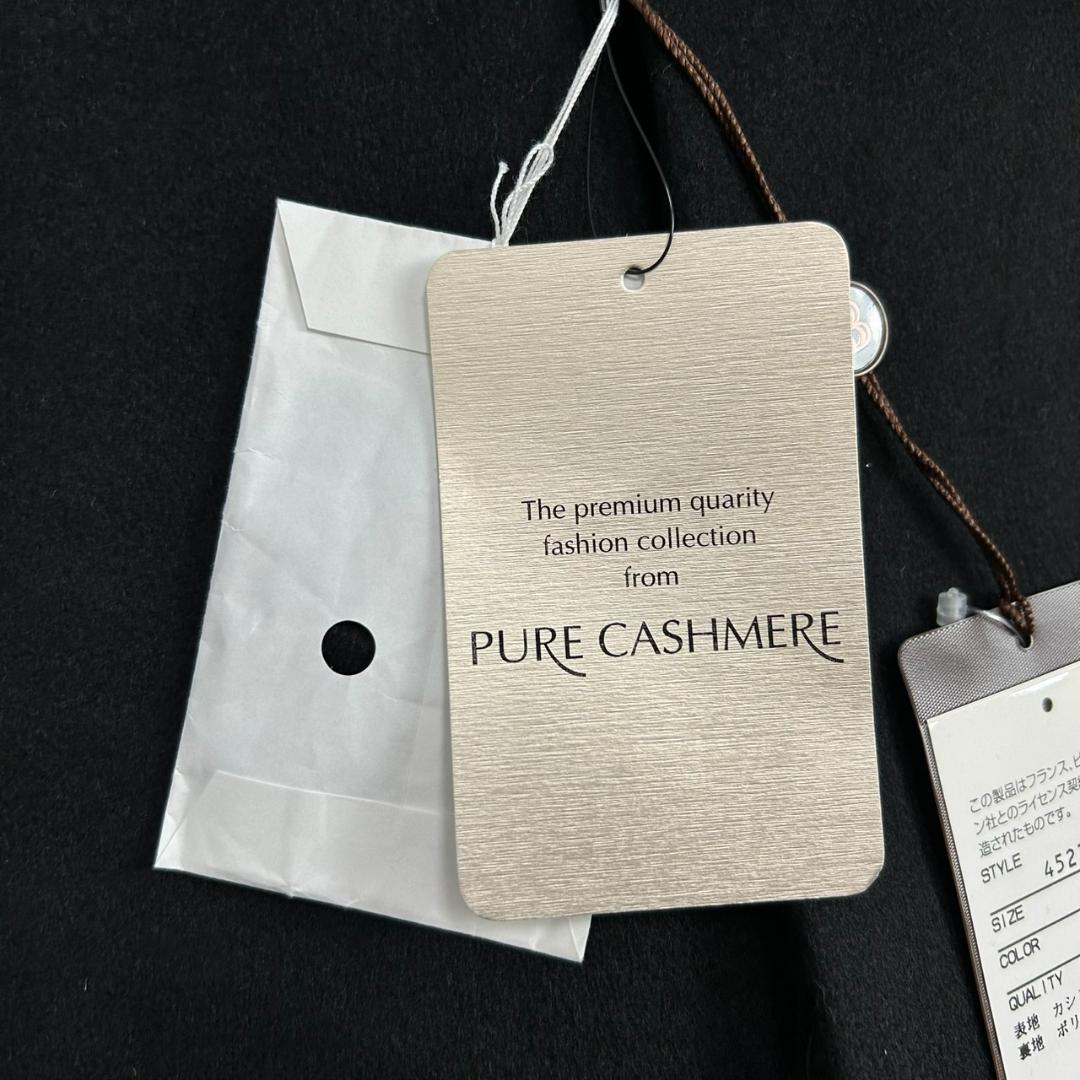 The premium quarity
fashion collection
from
PURE CASHMERE
B
この製品はフランス、ピ
ン社とのライセンス契約
造されたものです。
STYLE 4527
SIZE
COLOR
QUALITY
表地 カシ
裏地 ポリ